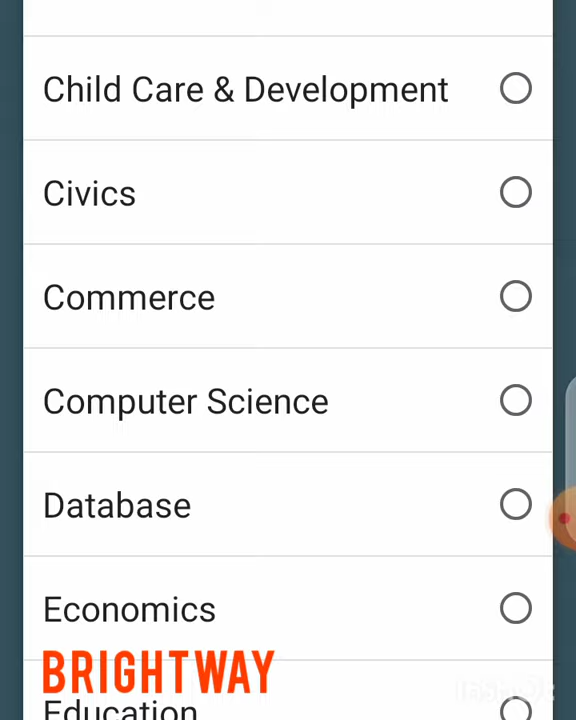 Child Care & Development
Civics
Commerce
Computer Science
Database
Economics
BRIGHTWAY
Education